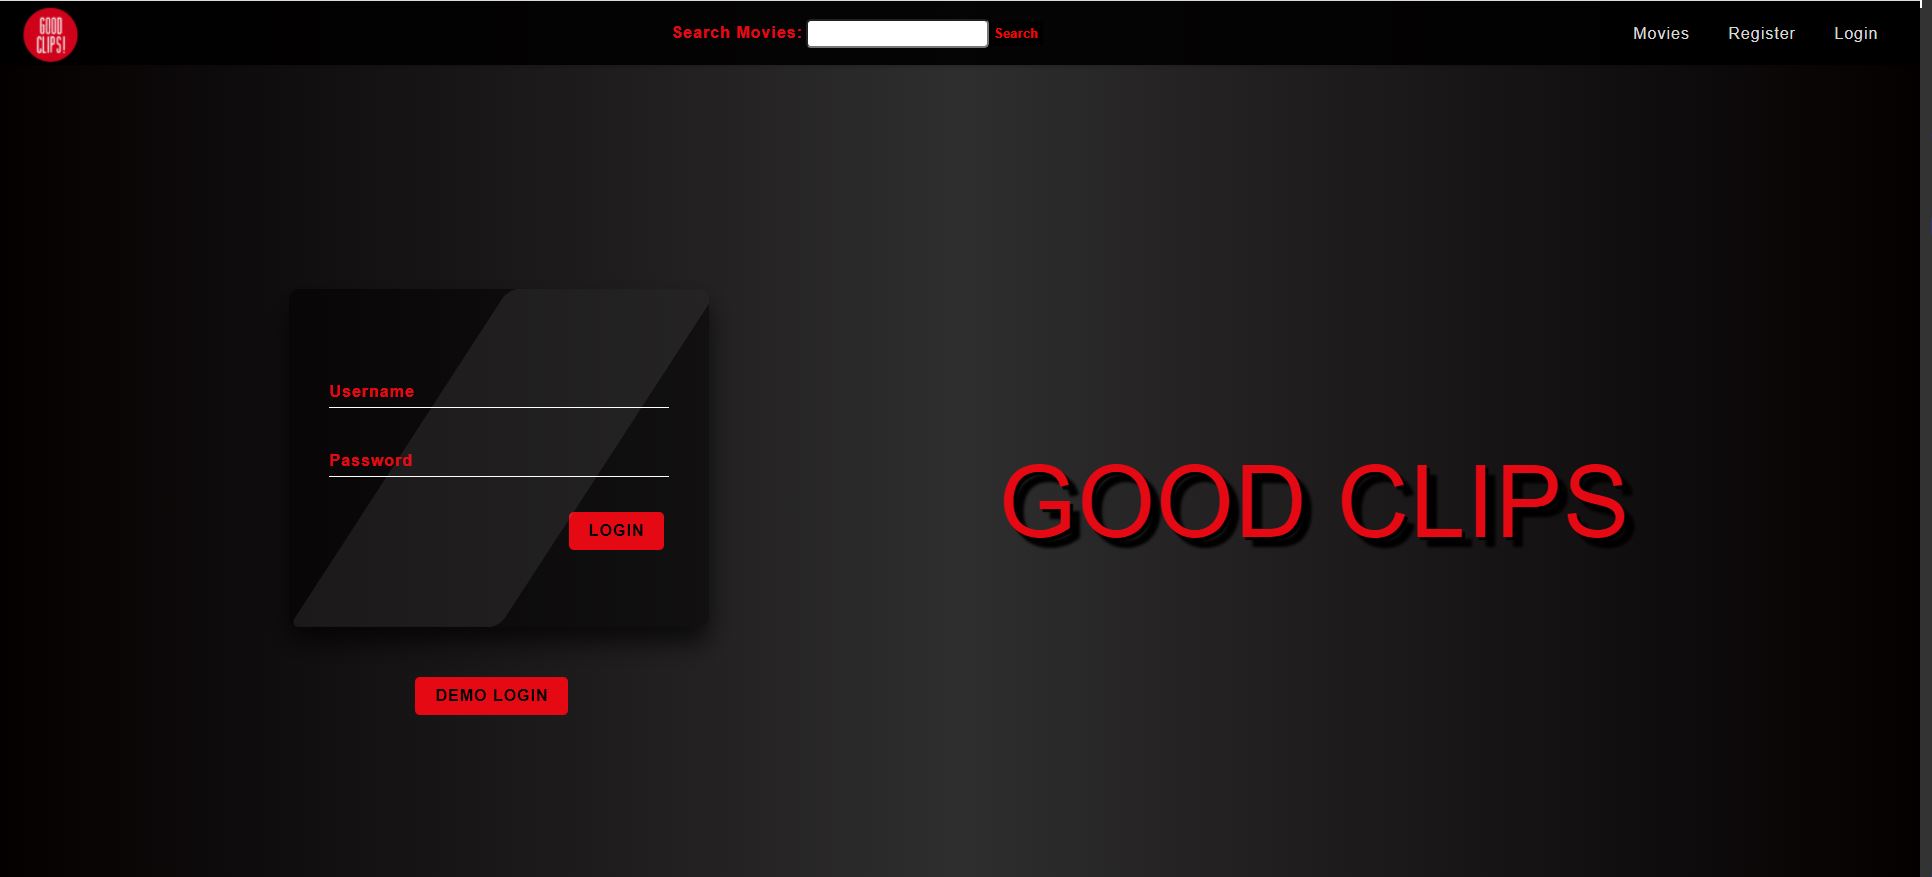 GOOD
CLIPS!
Search Movies: Search
Movies Register Login
Username
Password
LOGIN
GOOD CLIPS
DEMO LOGIN